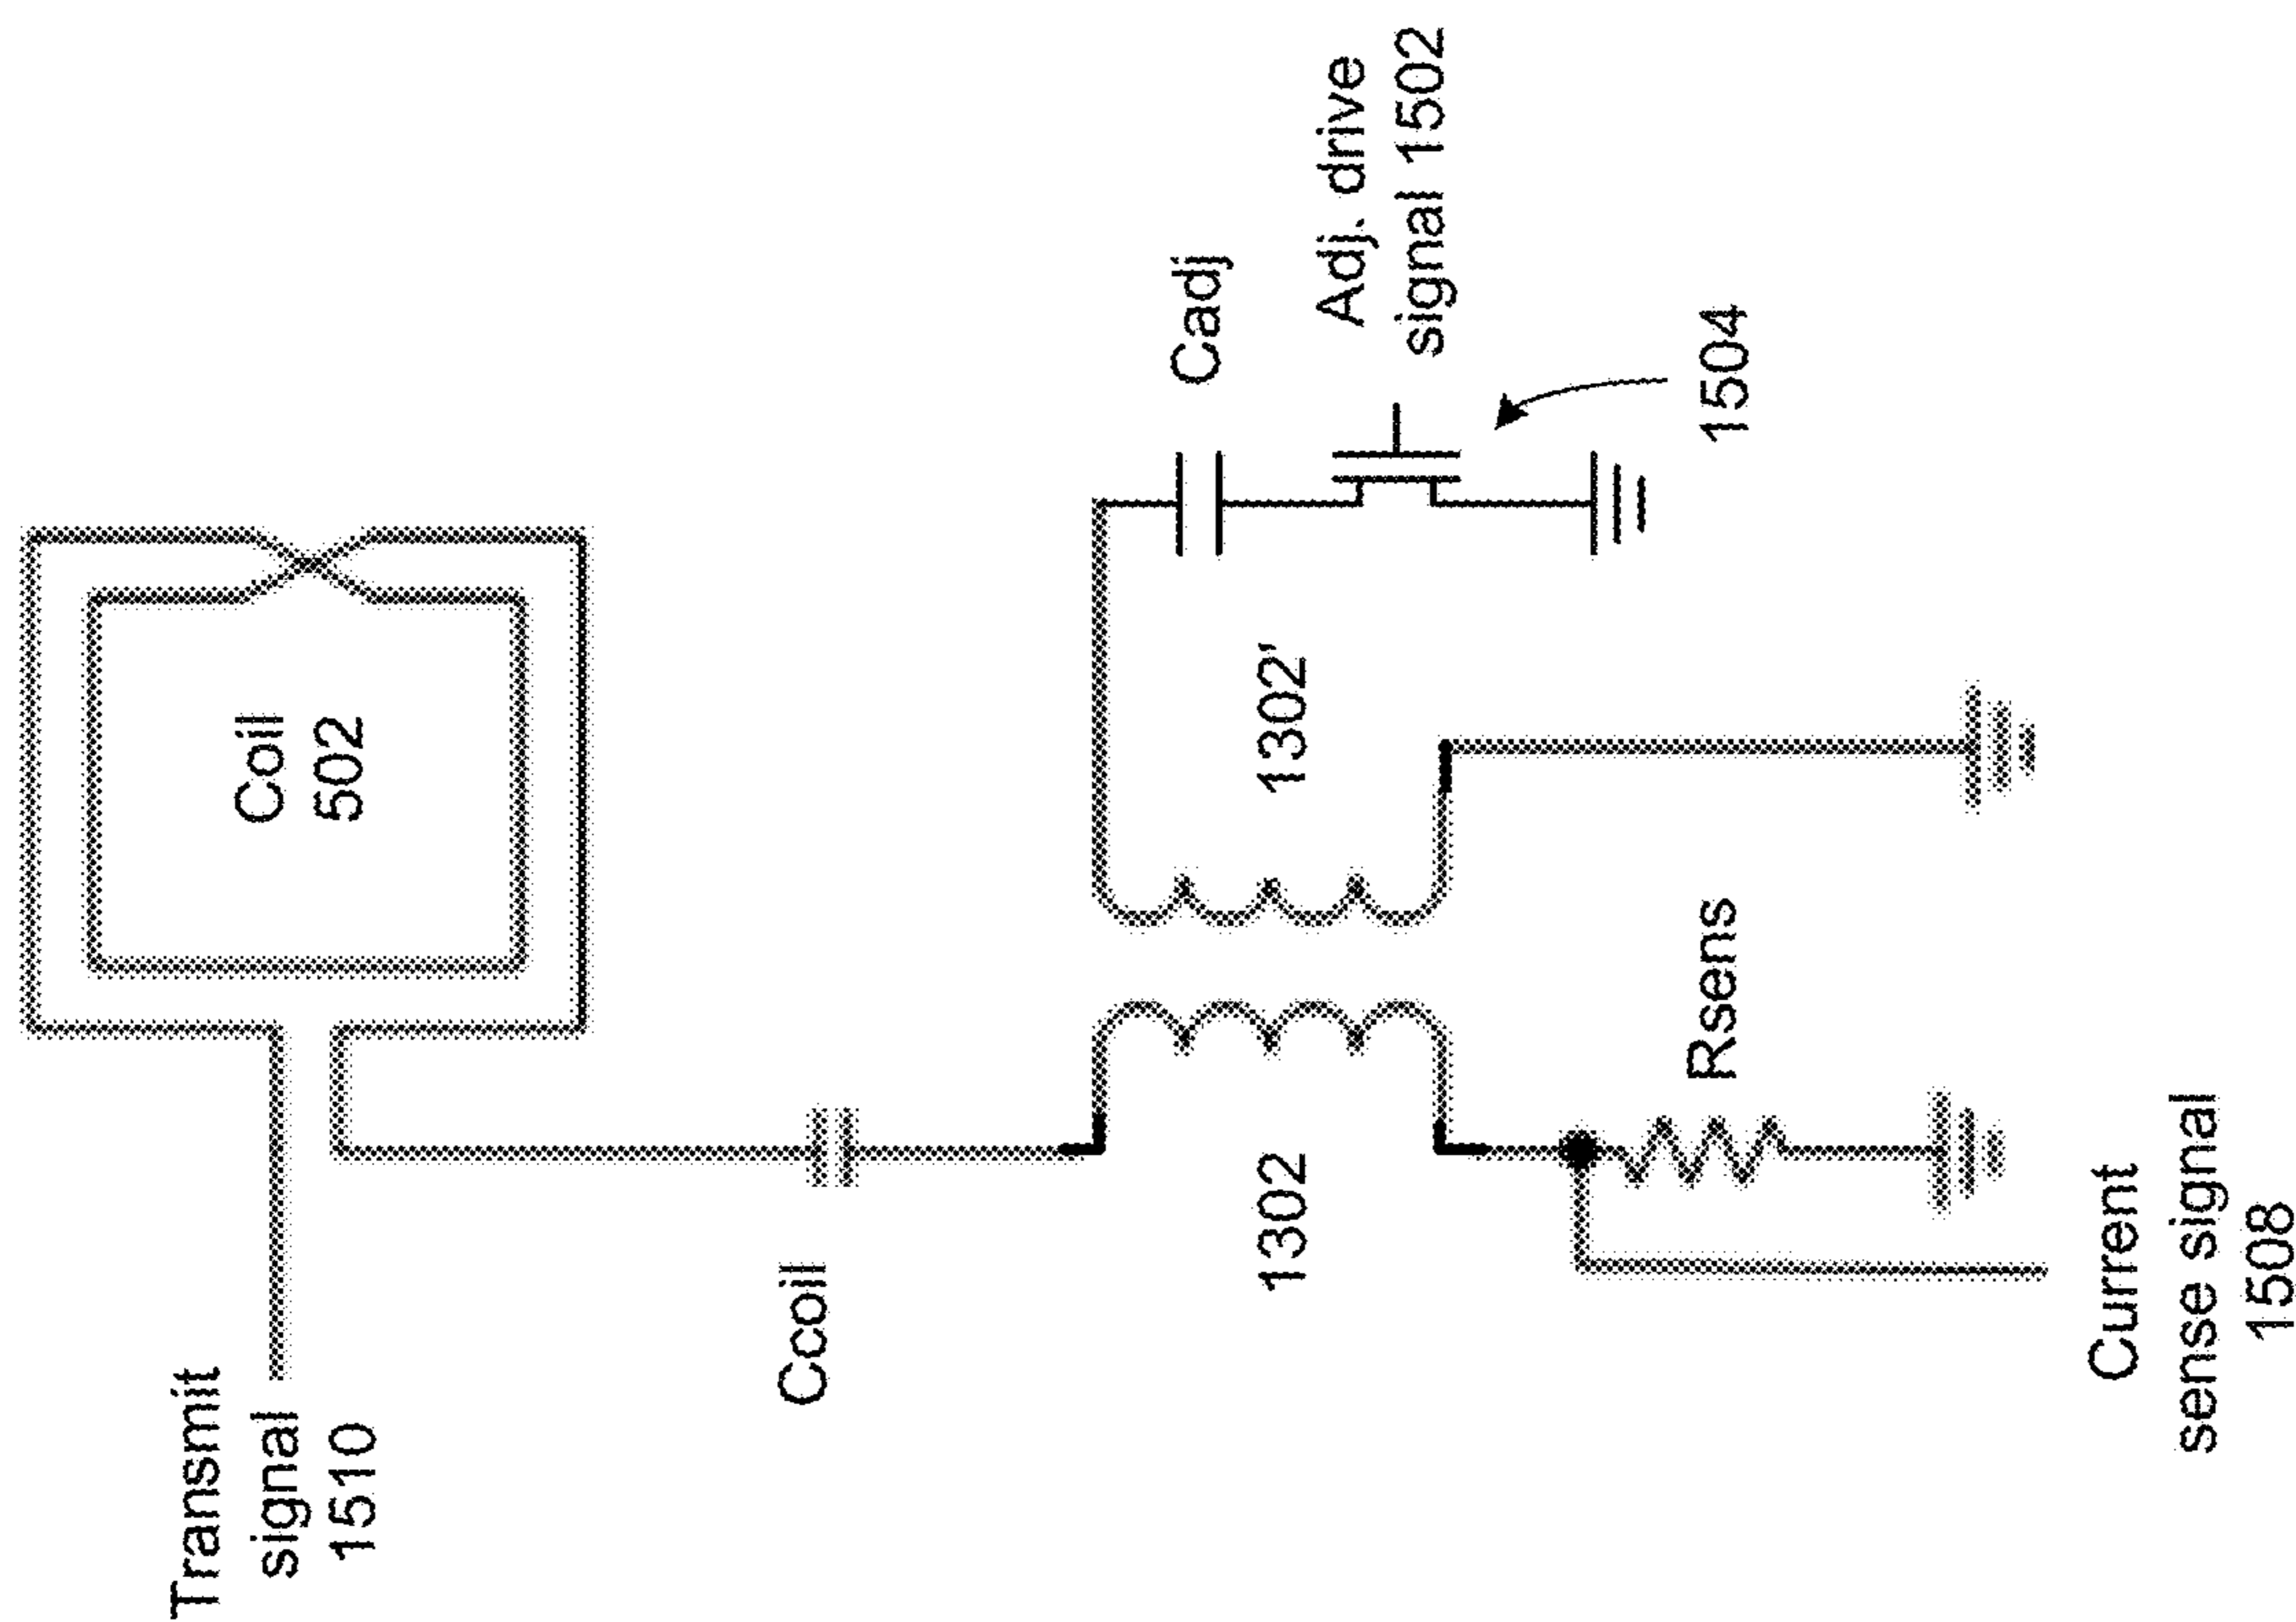 Transmit
signal
1510
Coil
502
Ccoil
Cadj
Adj. drive
signal 1502
1504
1302
1302'
Rsens
Current
sense signal
1508